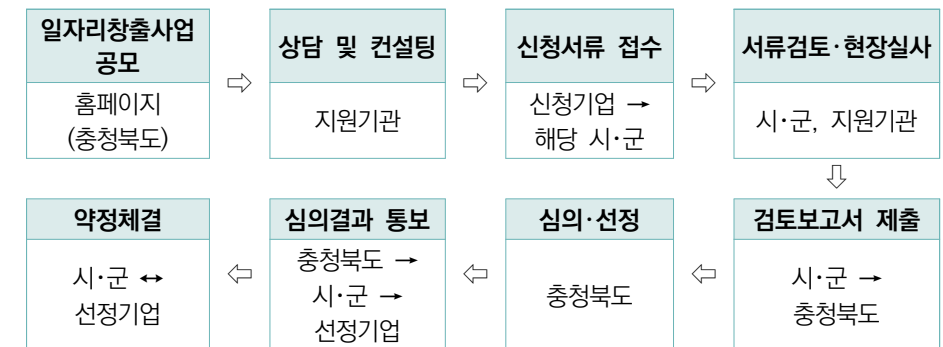 일자리창출사업
공모
홈페이지
(충청북도)
⇨
상담 및 컨설팅
지원기관
⇨
신청서류 접수
신청기업 →
해당 시·군
⇨
서류검토·현장실사
시·군, 지원기관
⇩
검토보고서 제출
시·군 →
충청북도
⇦
심의·선정
충청북도
⇦
심의결과 통보
충청북도 →
시·군 →
선정기업
⇦
약정체결
시·군 ↔
선정기업